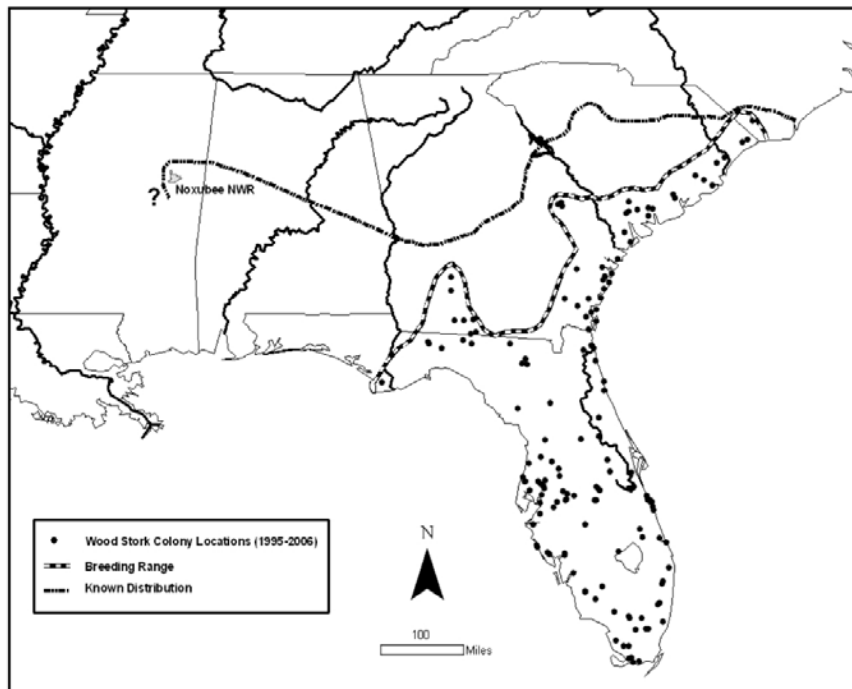 ?
Noxubee NWR
Wood Stork Colony Locations (1995-2006)
Breeding Range
Known Distribution
N
100
Miles